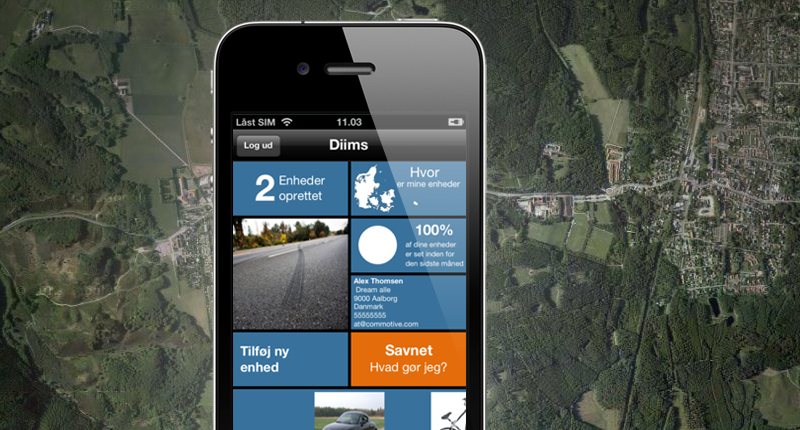 Låst SIM
11.03
Log ud
Diims
2 Enheder
oprettet
Hvor
er mine enheder
100%
af dine enheder
er set inden for
den sidste måned
Alex Thomsen
Dream alle
9000 Aalborg
Danmark
55555555
at@commotive.com
Tilføj ny
enhed
Savnet
Hvad gør jeg?